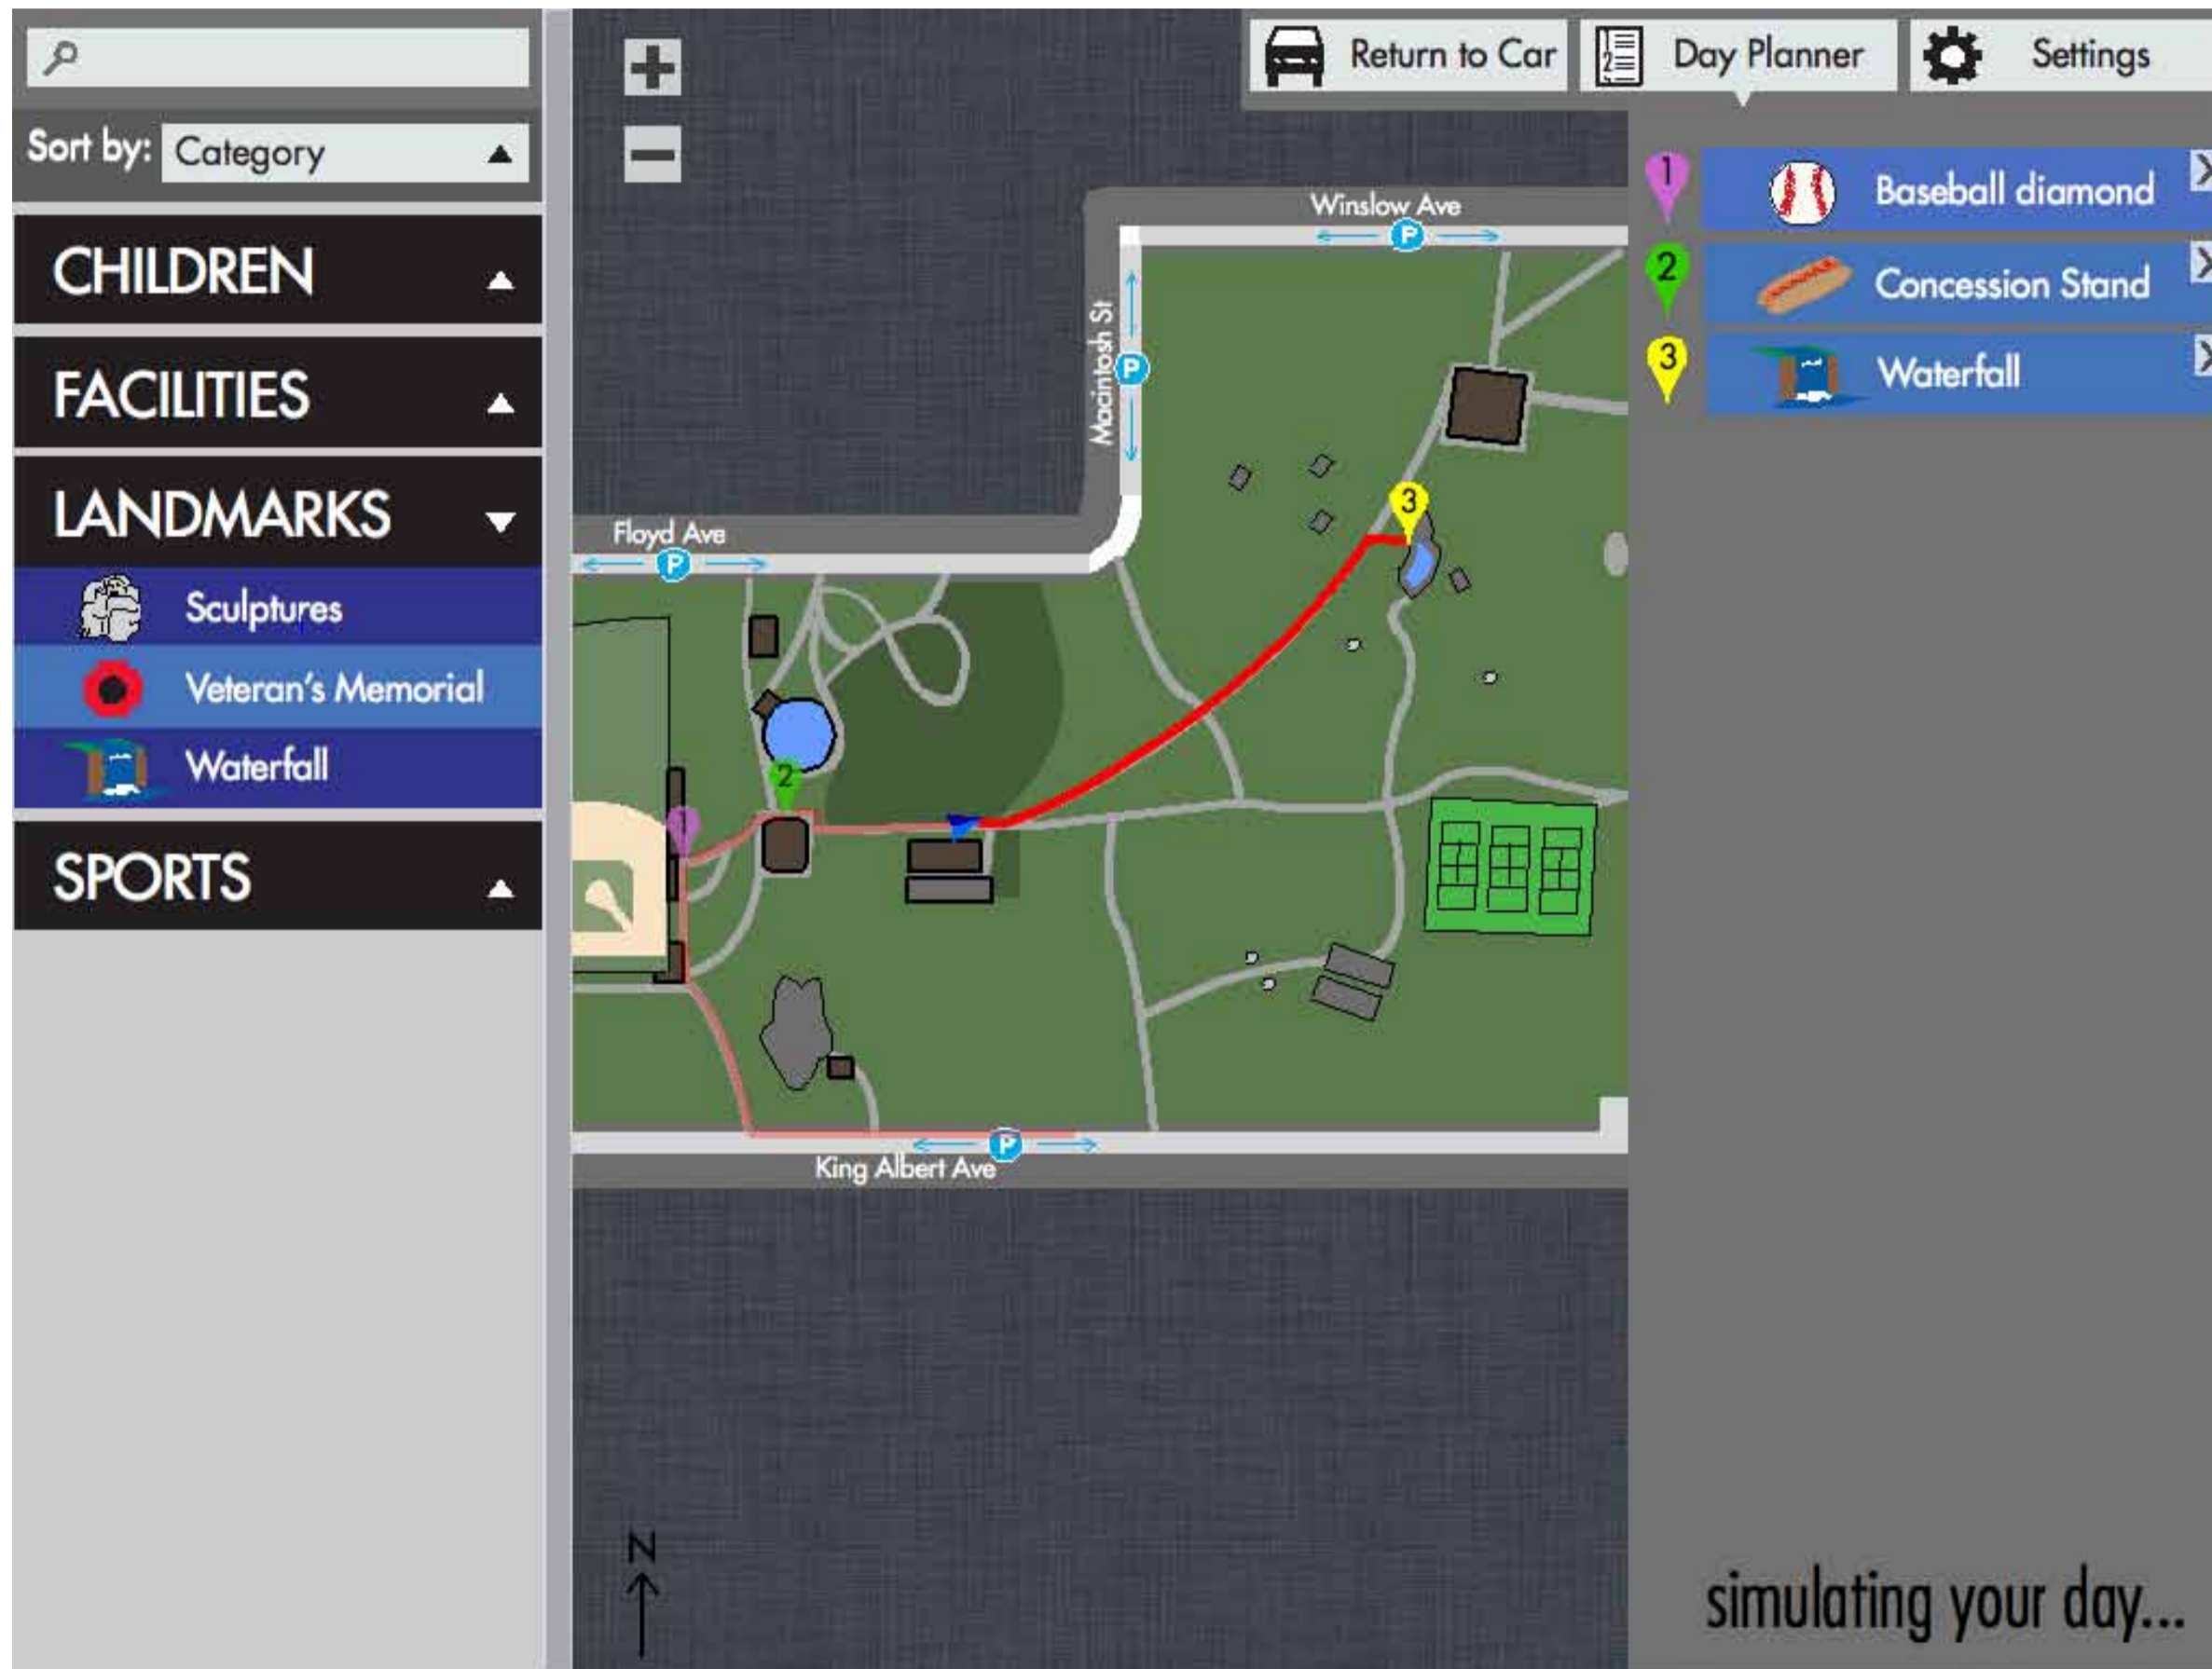 Return to Car
Day Planner
Settings
Sort by: Category
CHILDREN
FACILITIES
LANDMARKS
Sculptures
Veteran's Memorial
Waterfall
SPORTS
Winslow Ave
P
Macintosh St
P
Floyd Ave
P
3
2
1
P
King Albert Ave
N
1 Baseball diamond X
2 Concession Stand X
3 Waterfall X
simulating your day...